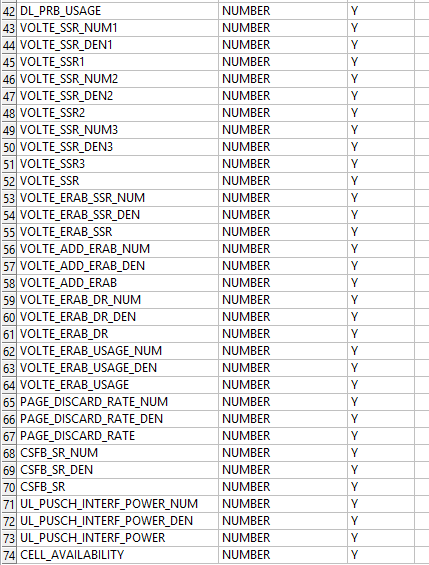 42 DL_PRB_USAGE NUMBER Y
43 VOLTE_SSR_NUM1 NUMBER Y
44 VOLTE_SSR_DEN1 NUMBER Y
45 VOLTE_SSR1 NUMBER Y
46 VOLTE_SSR_NUM2 NUMBER Y
47 VOLTE_SSR_DEN2 NUMBER Y
48 VOLTE_SSR2 NUMBER Y
49 VOLTE_SSR_NUM3 NUMBER Y
50 VOLTE_SSR_DEN3 NUMBER Y
51 VOLTE_SSR3 NUMBER Y
52 VOLTE_SSR NUMBER Y
53 VOLTE_ERAB_SSR_NUM NUMBER Y
54 VOLTE_ERAB_SSR_DEN NUMBER Y
55 VOLTE_ERAB_SSR NUMBER Y
56 VOLTE_ADD_ERAB_NUM NUMBER Y
57 VOLTE_ADD_ERAB_DEN NUMBER Y
58 VOLTE_ADD_ERAB NUMBER Y
59 VOLTE_ERAB_DR_NUM NUMBER Y
60 VOLTE_ERAB_DR_DEN NUMBER Y
61 VOLTE_ERAB_DR NUMBER Y
62 VOLTE_ERAB_USAGE_NUM NUMBER Y
63 VOLTE_ERAB_USAGE_DEN NUMBER Y
64 VOLTE_ERAB_USAGE NUMBER Y
65 PAGE_DISCARD_RATE_NUM NUMBER Y
66 PAGE_DISCARD_RATE_DEN NUMBER Y
67 PAGE_DISCARD_RATE NUMBER Y
68 CSFB_SR_NUM NUMBER Y
69 CSFB_SR_DEN NUMBER Y
70 CSFB_SR NUMBER Y
71 UL_PUSCH_INTERF_POWER_NUM NUMBER Y
72 UL_PUSCH_INTERF_POWER_DEN NUMBER Y
73 UL_PUSCH_INTERF_POWER NUMBER Y
74 CELL_AVAILABILITY NUMBER Y